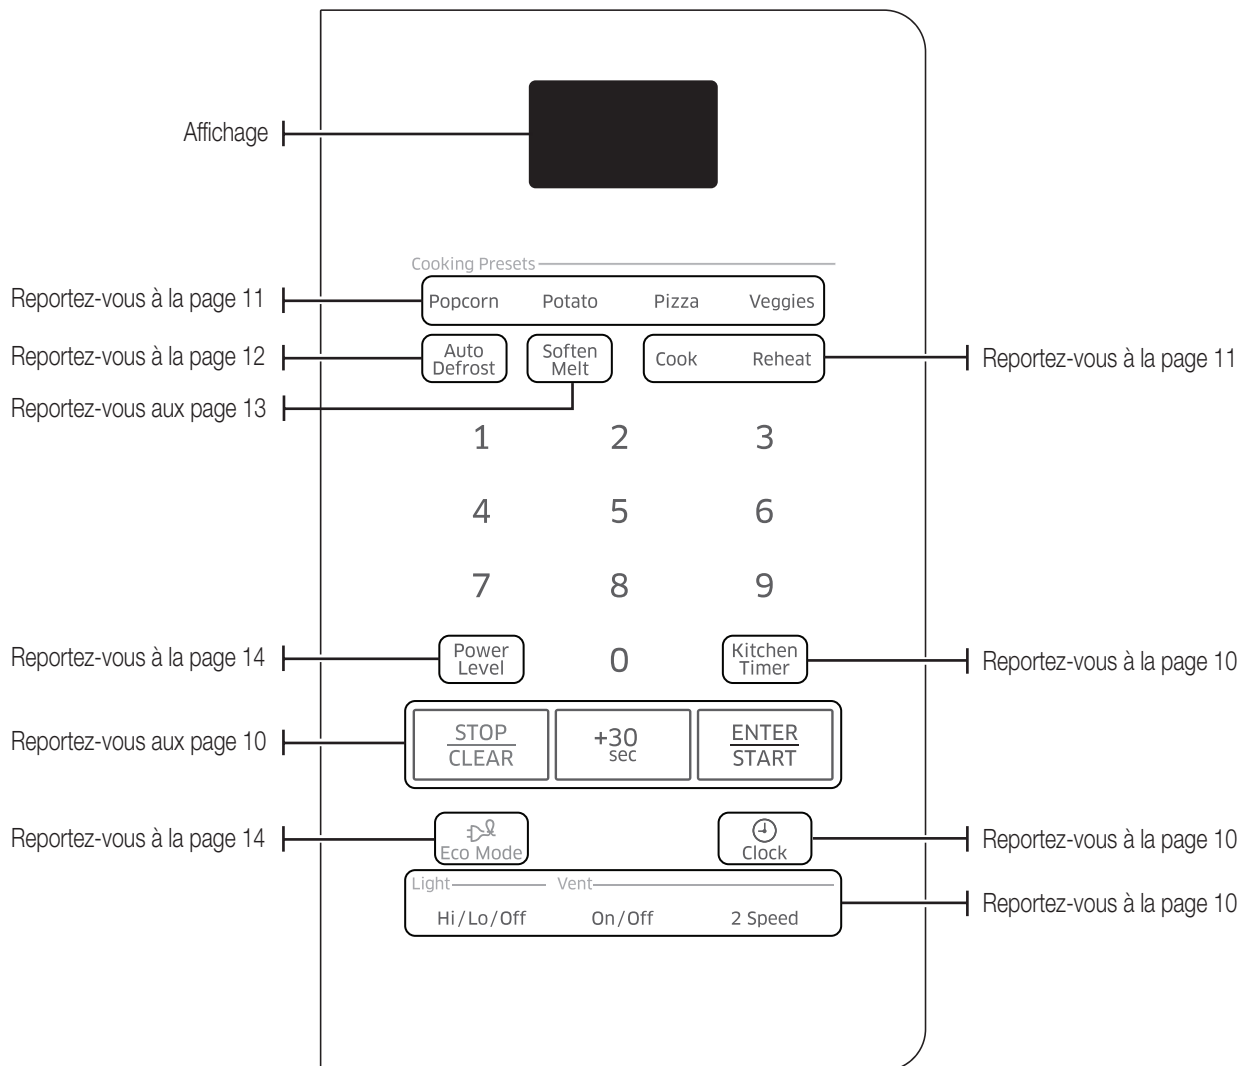 Affichage
Cooking Presets
Reportez-vous à la page 11
Popcorn Potato Pizza Veggies
Reportez-vous à la page 12
Auto
Defrost
Soften
Melt
Cook Reheat
Reportez-vous à la page 11
Reportez-vous aux page 13
1 2 3
4 5 6
7 8 9
Reportez-vous à la page 14
Power
Level
0
Kitchen
Timer
Reportez-vous à la page 10
Reportez-vous aux page 10
STOP
CLEAR
+30
sec
ENTER
START
Reportez-vous à la page 14
Eco Mode
Clock
Reportez-vous à la page 10
Light Vent
Hi/Lo/Off On/Off 2 Speed
Reportez-vous à la page 10